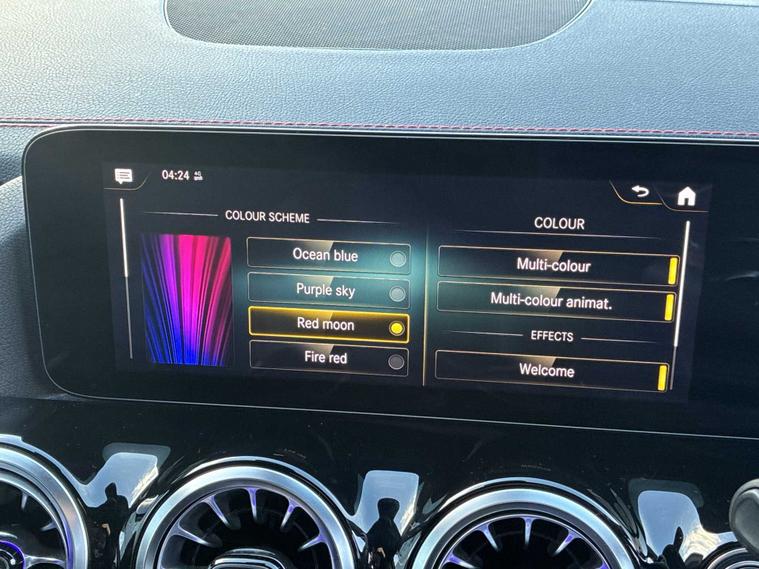 04:24 4G
COLOUR SCHEME
Ocean blue
Purple sky
Red moon
Fire red
COLOUR
Multi-colour
Multi-colour animat.
EFFECTS
Welcome